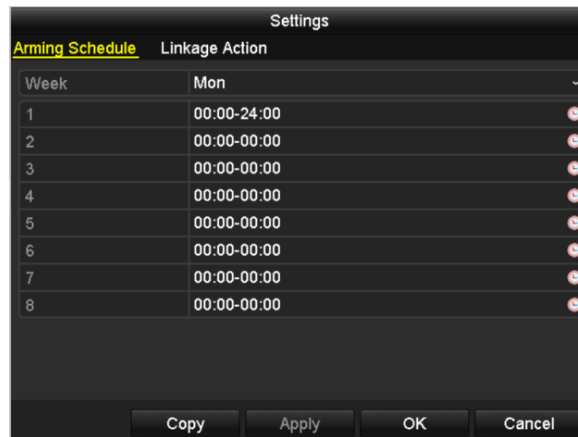 Settings
Arming Schedule Linkage Action
Week Mon
1 00:00-24:00
2 00:00-00:00
3 00:00-00:00
4 00:00-00:00
5 00:00-00:00
6 00:00-00:00
7 00:00-00:00
8 00:00-00:00
Copy Apply OK Cancel